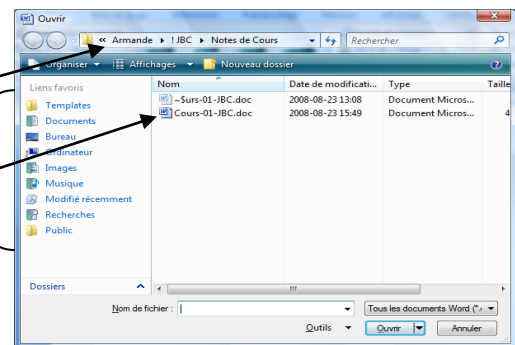 Ouvrir
« Armande ▸ !JBC ▸ Notes de Cours
Rechercher
Organiser Affichages Nouveau dossier
Liens favoris
Templates
Documents
Bureau
Ordinateur
Images
Musique
Modifié récemment
Recherches
Public
Dossiers
Nom Date de modificati... Type Taille
~$urs-01-JBC.doc 2008-08-23 13:08 Document Micros...
Cours-01-JBC.doc 2008-08-23 15:49 Document Micros... 4
Nom de fichier :
Tous les documents Word (*.
Outils Ouvrir Annuler